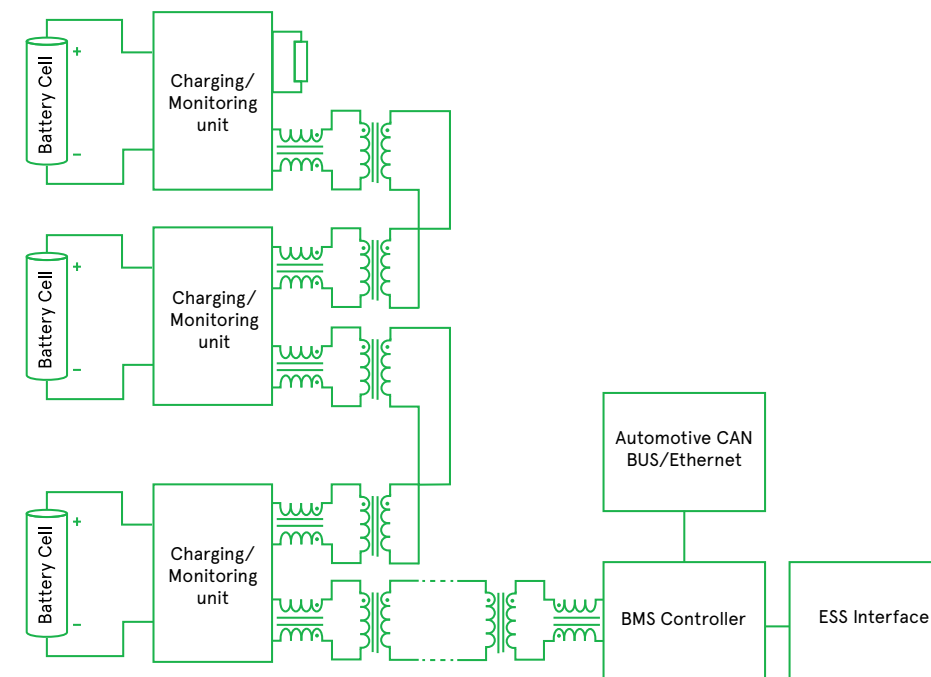 Battery Cell
+
−
Charging/
Monitoring
unit
Battery Cell
+
−
Charging/
Monitoring
unit
Battery Cell
+
−
Charging/
Monitoring
unit
Automotive CAN
BUS/Ethernet
BMS Controller
ESS Interface